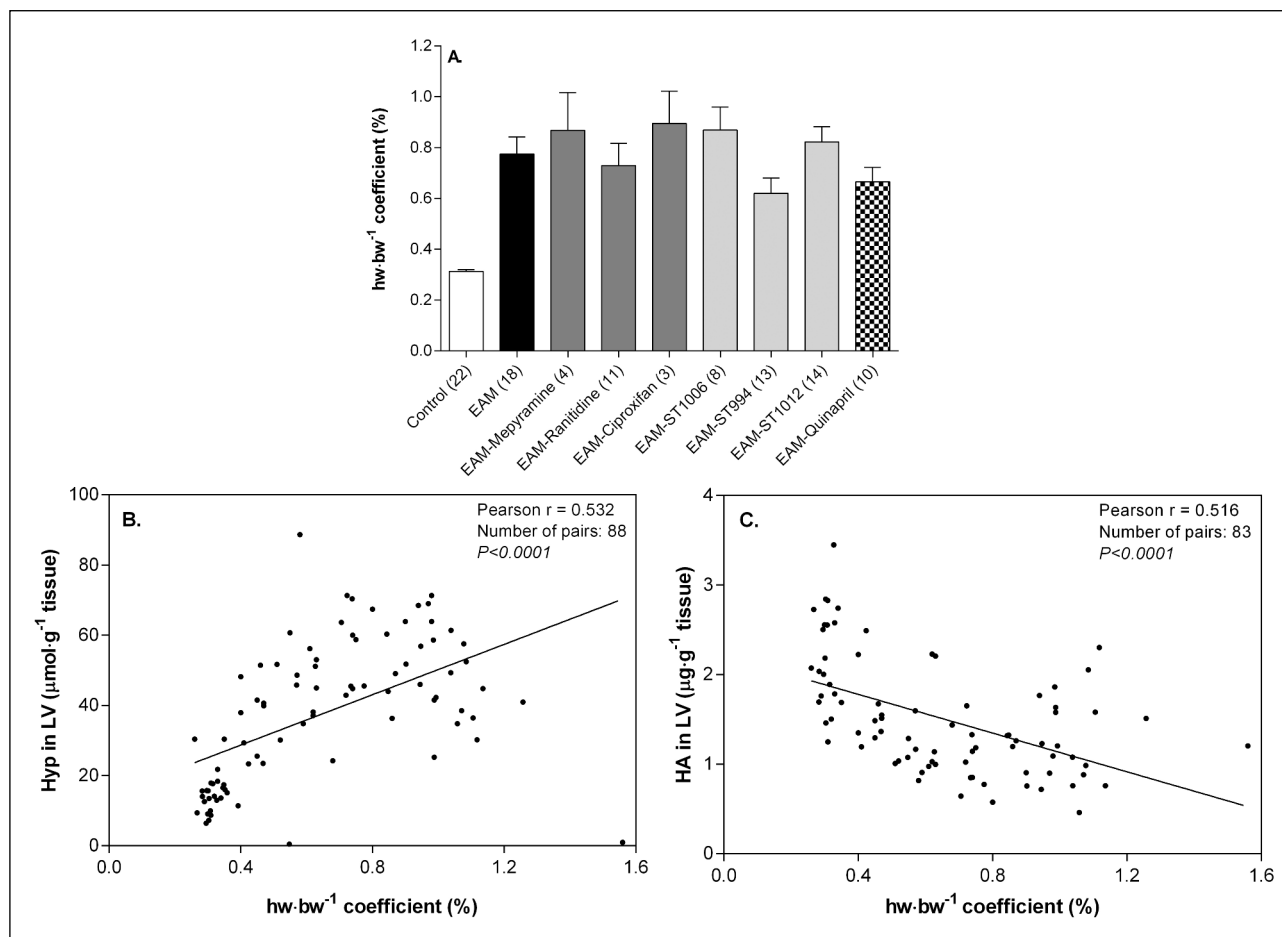 A.
hw·bw⁻¹ coefficient (%)
1.2
1.0
0.8
0.6
0.4
0.2
0.0
Control (22)
EAM (18)
EAM-Mepyramine (4)
EAM-Ranitidine (11)
EAM-Ciproxifan (3)
EAM-ST1006 (8)
EAM-ST994 (13)
EAM-ST1012 (14)
EAM-Quinapril (10)
B.
Pearson r = 0.532
Number of pairs: 88
P<0.0001
Hyp in LV (μmol·g⁻¹ tissue)
100
80
60
40
20
0
0.0 0.4 0.8 1.2 1.6
hw·bw⁻¹ coefficient (%)
C.
Pearson r = 0.516
Number of pairs: 83
P<0.0001
HA in LV (μg·g⁻¹ tissue)
4
3
2
1
0
0.0 0.4 0.8 1.2 1.6
hw·bw⁻¹ coefficient (%)